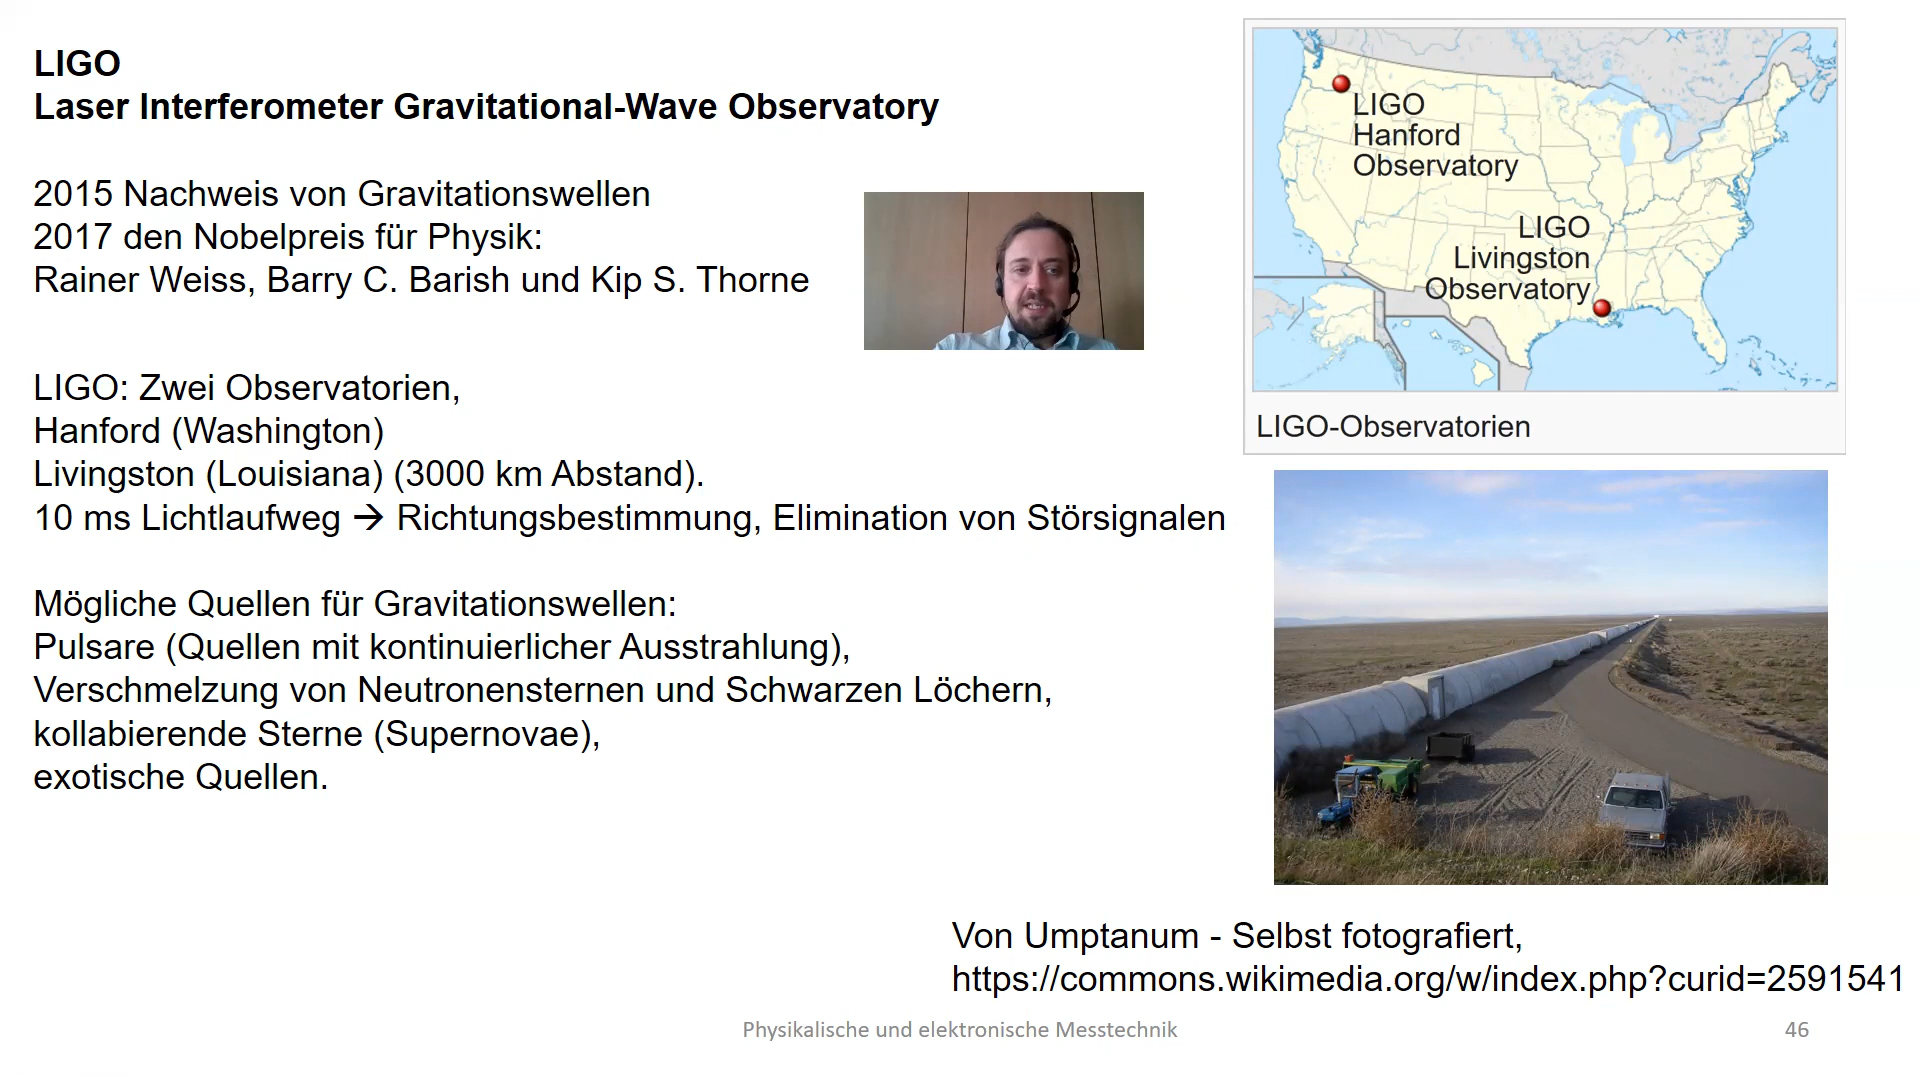 LIGO
Laser Interferometer Gravitational-Wave Observatory
2015 Nachweis von Gravitationswellen
2017 den Nobelpreis für Physik:
Rainer Weiss, Barry C. Barish und Kip S. Thorne
LIGO: Zwei Observatorien,
Hanford (Washington)
Livingston (Louisiana) (3000 km Abstand).
10 ms Lichtlaufweg → Richtungsbestimmung, Elimination von Störsignalen
Mögliche Quellen für Gravitationswellen:
Pulsare (Quellen mit kontinuierlicher Ausstrahlung),
Verschmelzung von Neutronensternen und Schwarzen Löchern,
kollabierende Sterne (Supernovae),
exotische Quellen.
LIGO
Hanford
Observatory
LIGO
Livingston
Observatory
LIGO-Observatorien
Von Umptanum - Selbst fotografiert,
https://commons.wikimedia.org/w/index.php?curid=2591541
Physikalische und elektronische Messtechnik
46